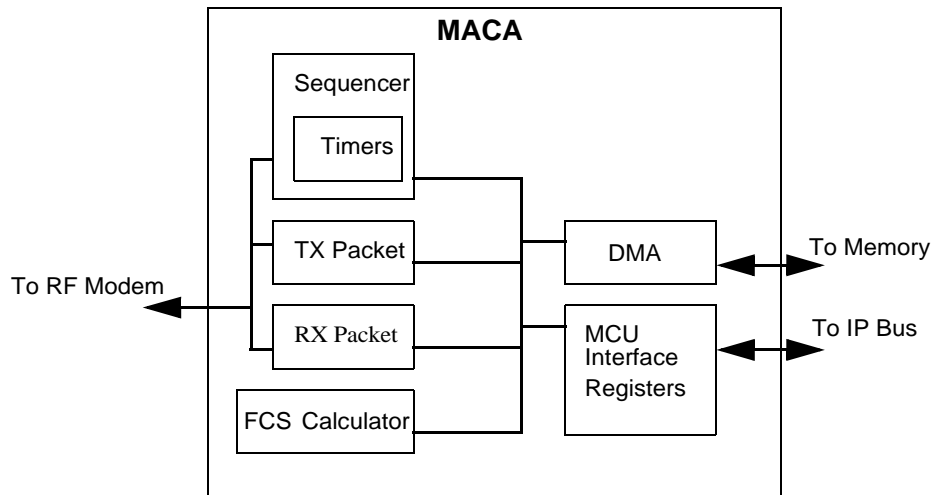 MACA
Sequencer
Timers
TX Packet
RX Packet
FCS Calculator
DMA
MCU
Interface
Registers
To RF Modem
To Memory
To IP Bus